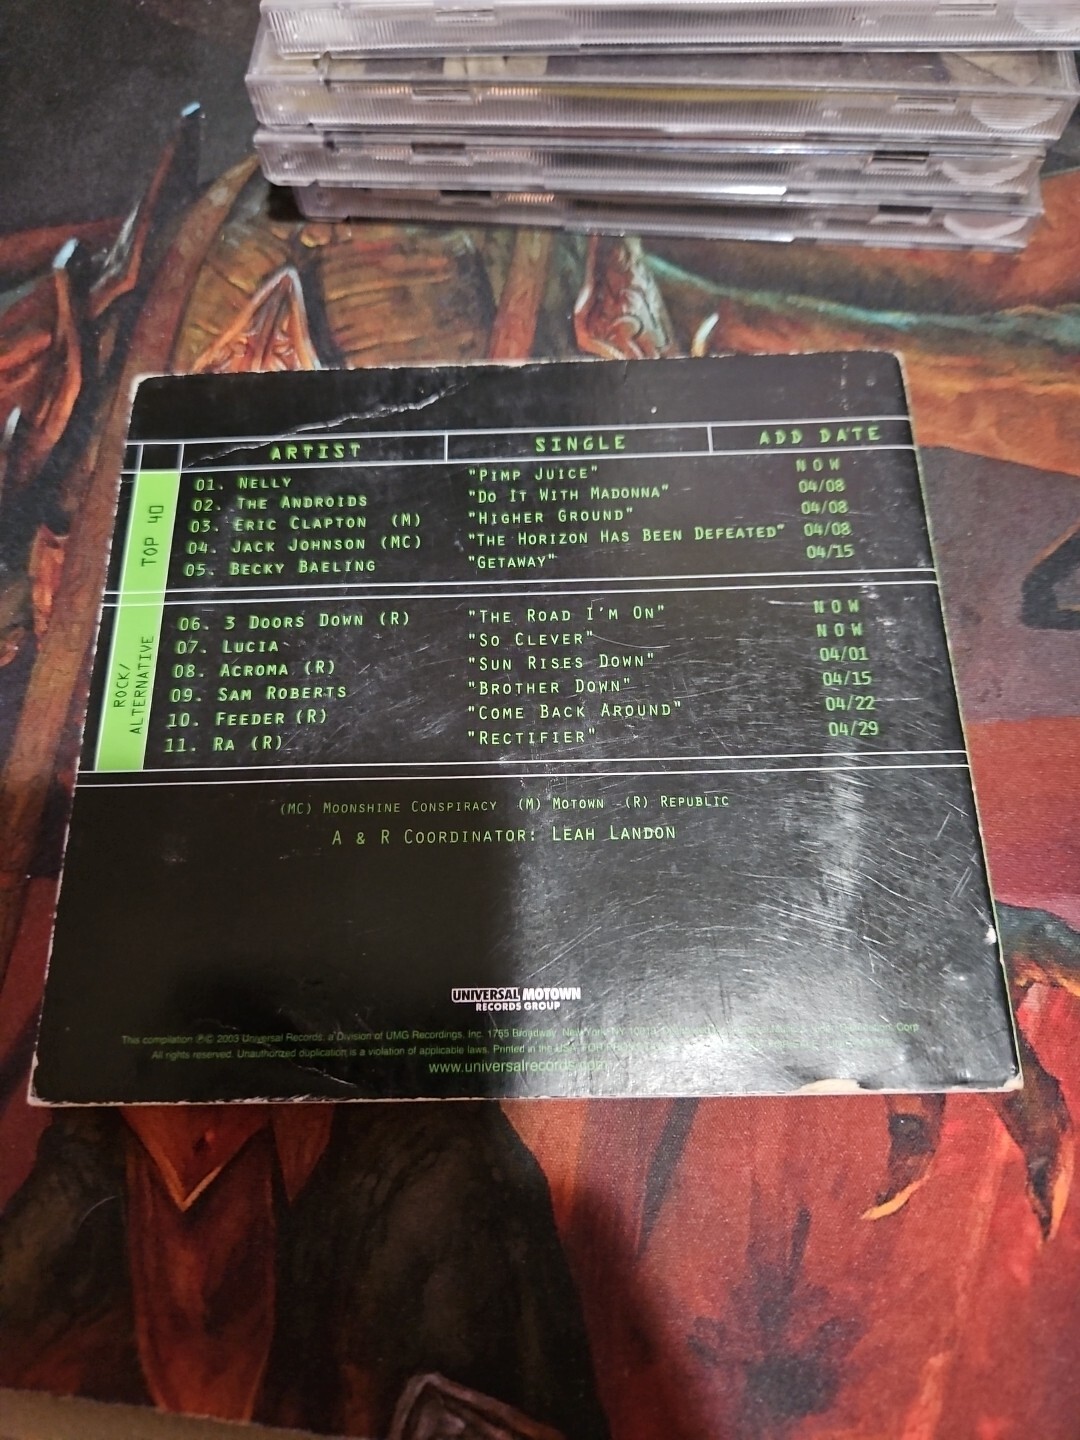 ARTIST SINGLE ADD DATE
TOP 40
01. NELLY "PIMP JUICE" NOW
02. THE ANDROIDS "DO IT WITH MADONNA" 04/08
03. ERIC CLAPTON (M) "HIGHER GROUND" 04/08
04. JACK JOHNSON (MC) "THE HORIZON HAS BEEN DEFEATED" 04/08
05. BECKY BAELING "GETAWAY" 04/15
ROCK/
ALTERNATIVE
06. 3 DOORS DOWN (R) "THE ROAD I'M ON" NOW
07. LUCIA "SO CLEVER" NOW
08. ACROMA (R) "SUN RISES DOWN" 04/01
09. SAM ROBERTS "BROTHER DOWN" 04/15
10. FEEDER (R) "COME BACK AROUND" 04/22
11. RA (R) "RECTIFIER" 04/29
(MC) MOONSHINE CONSPIRACY (M) MOTOWN (R) REPUBLIC
A & R COORDINATOR: LEAH LANDON
UNIVERSAL MOTOWN
RECORDS GROUP
This compilation ℗© 2003 Universal Records, a Division of UMG Recordings, Inc. 1755 Broadway, New York, NY
All rights reserved. Unauthorized duplication is a violation of applicable laws. Printed in the USA.
www.universalrecords.com